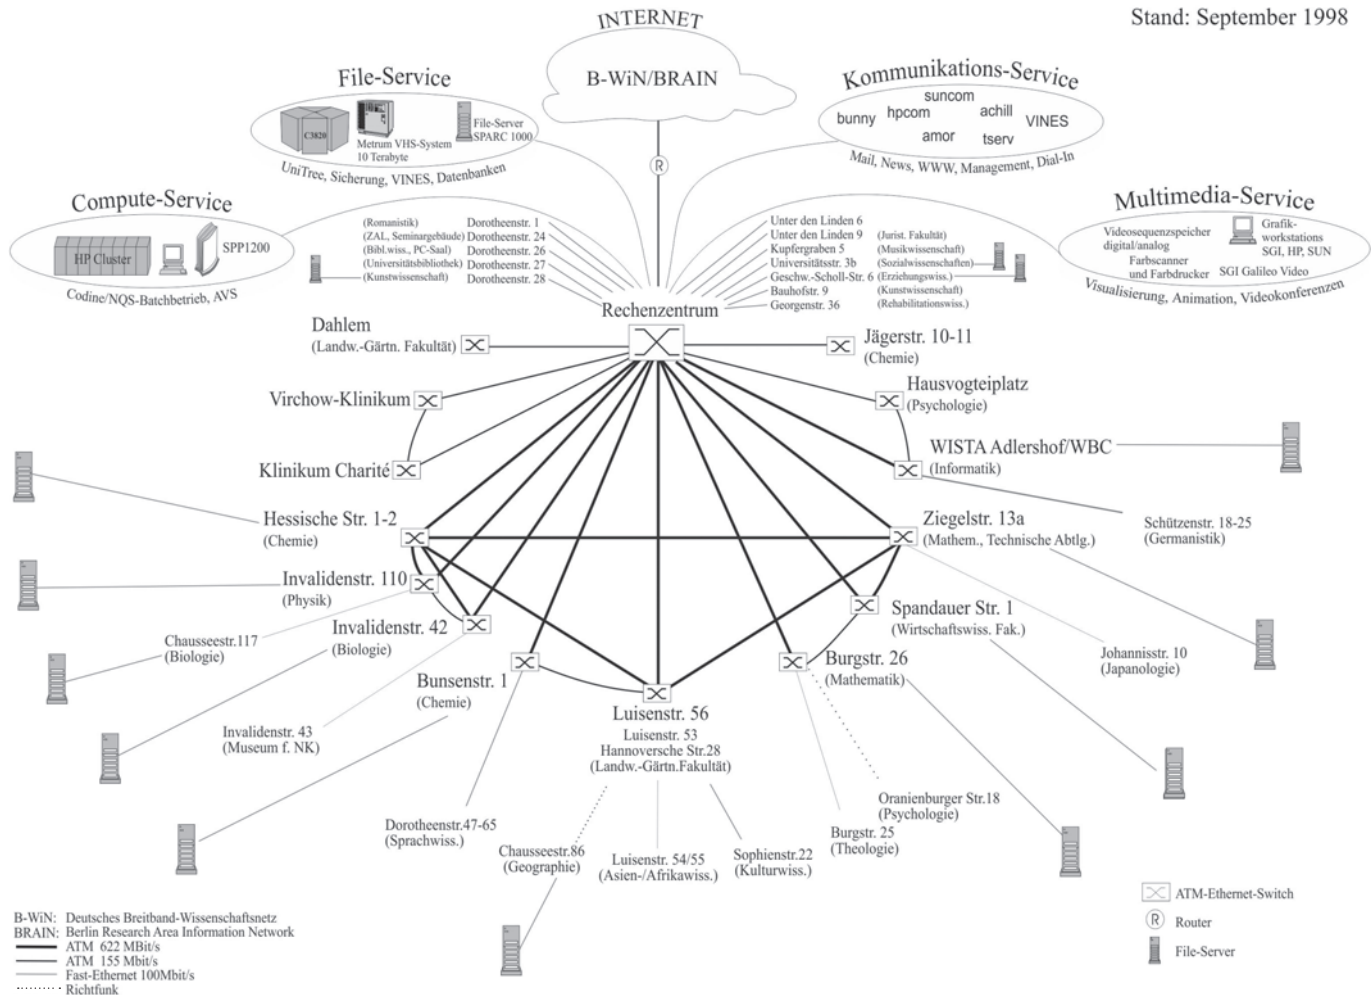 Stand: September 1998
INTERNET
B-WiN/BRAIN
R
File-Service
C3820
Metrum VHS-System
10 Terabyte
File-Server
SPARC 1000
UniTree, Sicherung, VINES, Datenbanken
Kommunikations-Service
suncom
bunny
hpcom
achill
VINES
amor
tserv
Mail, News, WWW, Management, Dial-In
Compute-Service
HP Cluster
SPP1200
Codine/NQS-Batchbetrieb, AVS
Multimedia-Service
Videosequenzspeicher
digital/analog
Farbscanner
und Farbdrucker
Grafik-
workstations
SGI, HP, SUN
SGI Galileo Video
Visualisierung, Animation, Videokonferenzen
(Romanistik) Dorotheenstr. 1
(ZAL, Seminargebäude) Dorotheenstr. 24
(Bibl.wiss., PC-Saal) Dorotheenstr. 26
(Universitätsbibliothek) Dorotheenstr. 27
(Kunstwissenschaft) Dorotheenstr. 28
Unter den Linden 6
Unter den Linden 9 (Jurist. Fakultät)
Kupfergraben 5 (Musikwissenschaft)
Universitätsstr. 3b (Sozialwissenschaften)
Geschw.-Scholl-Str. 6 (Erziehungswiss.)
Bauhofstr. 9 (Kunstwissenschaft)
Georgenstr. 36 (Rehabilitationswiss.)
Rechenzentrum
Dahlem
(Landw.-Gärtn. Fakultät)
Jägerstr. 10-11
(Chemie)
Virchow-Klinikum
Hausvogteiplatz
(Psychologie)
Klinikum Charité
WISTA Adlershof/WBC
(Informatik)
Hessische Str. 1-2
(Chemie)
Ziegelstr. 13a
(Mathem., Technische Abtlg.)
Schützenstr. 18-25
(Germanistik)
Invalidenstr. 110
(Physik)
Spandauer Str. 1
(Wirtschaftswiss. Fak.)
Chausseestr.117
(Biologie)
Invalidenstr. 42
(Biologie)
Johannisstr. 10
(Japanologie)
Bunsenstr. 1
(Chemie)
Burgstr. 26
(Mathematik)
Invalidenstr. 43
(Museum f. NK)
Luisenstr. 56
Luisenstr. 53
Hannoversche Str.28
(Landw.-Gärtn.Fakultät)
Oranienburger Str.18
(Psychologie)
Dorotheenstr.47-65
(Sprachwiss.)
Burgstr. 25
(Theologie)
Chausseestr.86
(Geographie)
Luisenstr. 54/55
(Asien-/Afrikawiss.)
Sophienstr.22
(Kulturwiss.)
B-WiN: Deutsches Breitband-Wissenschaftsnetz
BRAIN: Berlin Research Area Information Network
ATM 622 MBit/s
ATM 155 Mbit/s
Fast-Ethernet 100Mbit/s
Richtfunk
ATM-Ethernet-Switch
R Router
File-Server